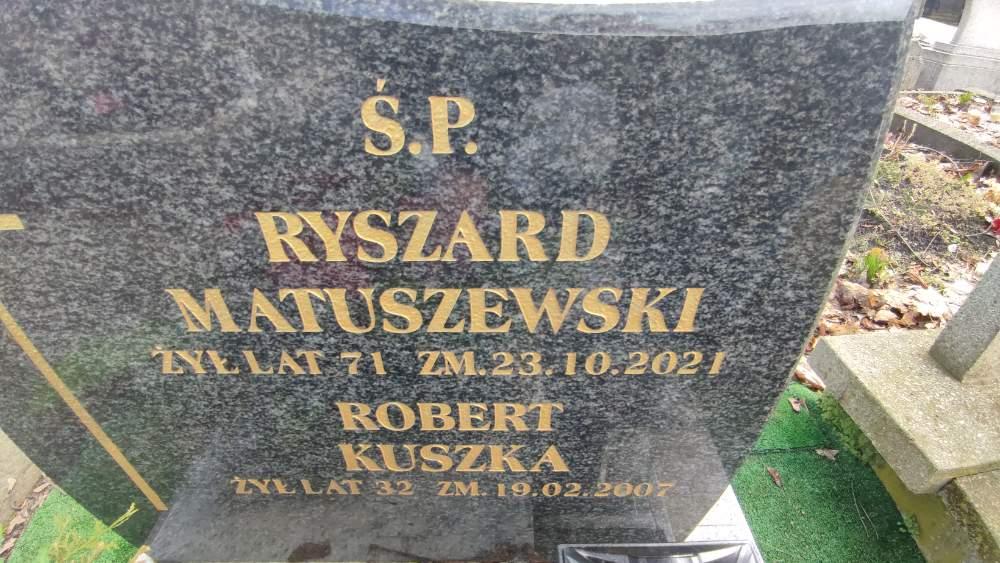 Ś.P.
RYSZARD
MATUSZEWSKI
ŻYŁ LAT 71 ZM.23.10.2021
ROBERT
KUSZKA
ŻYŁ LAT 32 ZM.19.02.2007